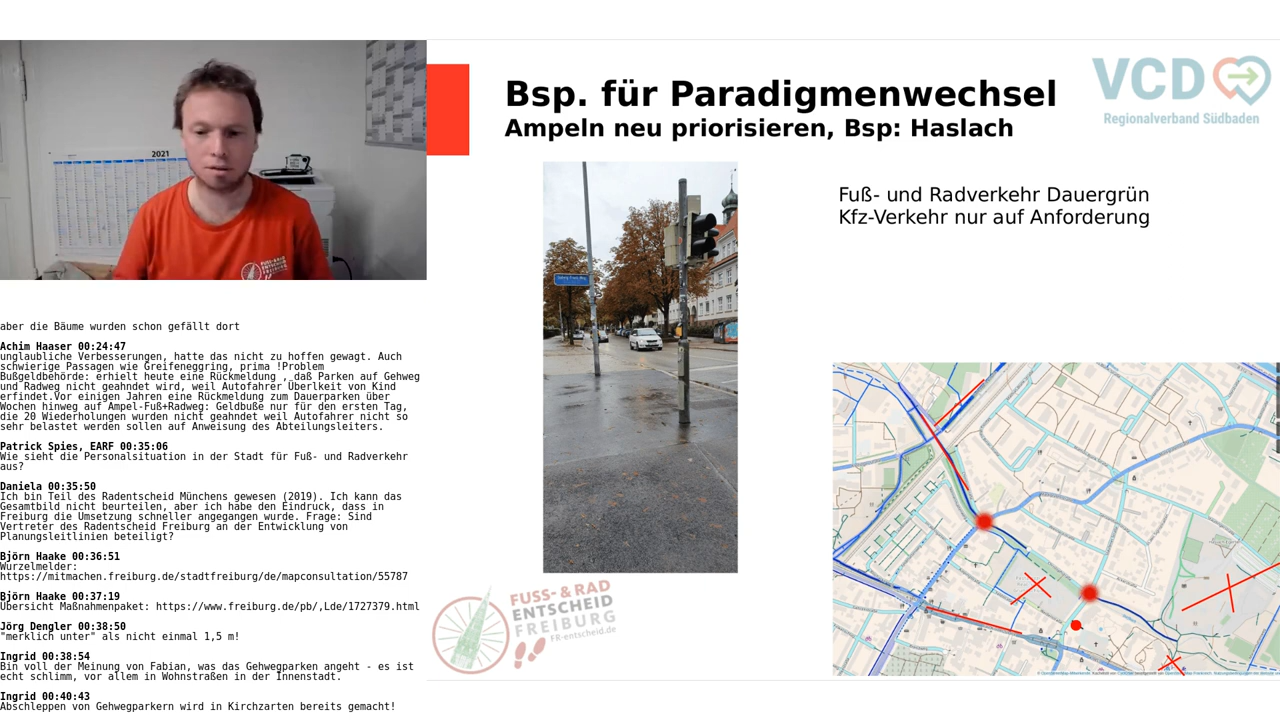 2021
FUSS-&RAD
ENTSCHEID
FREIBURG
aber die Bäume wurden schon gefällt dort
Achim Haaser 00:24:47
unglaubliche Verbesserungen, hatte das nicht zu hoffen gewagt. Auch
schwierige Passagen wie Greifeneggring, prima !Problem
Bußgeldbehörde: erhielt heute eine Rückmeldung , daß Parken auf Gehweg
und Radweg nicht geahndet wird, weil Autofahrer Übelkeit von Kind
erfindet.Vor einigen Jahren eine Rückmeldung zum Dauerparken über
Wochen hinweg auf Ampel-Fuß+Radweg: Geldbuße nur für den ersten Tag,
die 20 Wiederholungen wurden nicht geahndet weil Autofahrer nicht so
sehr belastet werden sollen auf Anweisung des Abteilungsleiters.
Patrick Spies, EARF 00:35:06
Wie sieht die Personalsituation in der Stadt für Fuß- und Radverkehr
aus?
Daniela 00:35:50
Ich bin Teil des Radentscheid Münchens gewesen (2019). Ich kann das
Gesamtbild nicht beurteilen, aber ich habe den Eindruck, dass in
Freiburg die Umsetzung schneller angegangen wurde. Frage: Sind
Vertreter des Radentscheid Freiburg an der Entwicklung von
Planungsleitlinien beteiligt?
Björn Haake 00:36:51
Wurzelmelder:
https://mitmachen.freiburg.de/stadtfreiburg/de/mapconsultation/55787
Björn Haake 00:37:19
Übersicht Maßnahmenpaket: https://www.freiburg.de/pb/,Lde/1727379.html
Jörg Dengler 00:38:50
"merklich unter" als nicht einmal 1,5 m!
Ingrid 00:38:54
Bin voll der Meinung von Fabian, was das Gehwegparken angeht - es ist
echt schlimm, vor allem in Wohnstraßen in der Innenstadt.
Ingrid 00:40:43
Abschleppen von Gehwegparkern wird in Kirchzarten bereits gemacht!
Bsp. für Paradigmenwechsel
Ampeln neu priorisieren, Bsp: Haslach
VCD
Regionalverband Südbaden
Fuß- und Radverkehr Dauergrün
Kfz-Verkehr nur auf Anforderung
FUSS- & RAD
ENTSCHEID
FREIBURG
FR-entscheid.de